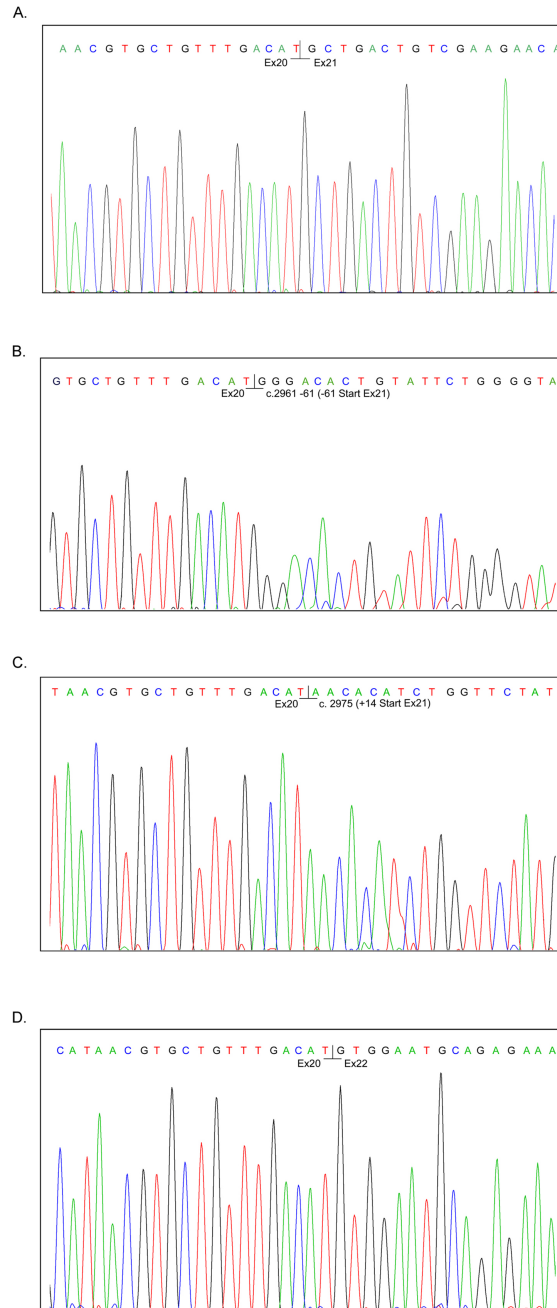 A.
A A C G T G C T G T T T G A C A T G C T G A C T G T C G A A G A A C A
Ex20 Ex21
B.
G T G C T G T T T G A C A T G G G A C A C T G T A T T C T G G G G T A
Ex20 c.2961 -61 (-61 Start Ex21)
C.
T A A C G T G C T G T T T G A C A T A A C A C A T C T G G T T C T A T
Ex20 c. 2975 (+14 Start Ex21)
D.
C A T A A C G T G C T G T T T G A C A T G T G G A A T G C A G A G A A A
Ex20 Ex22